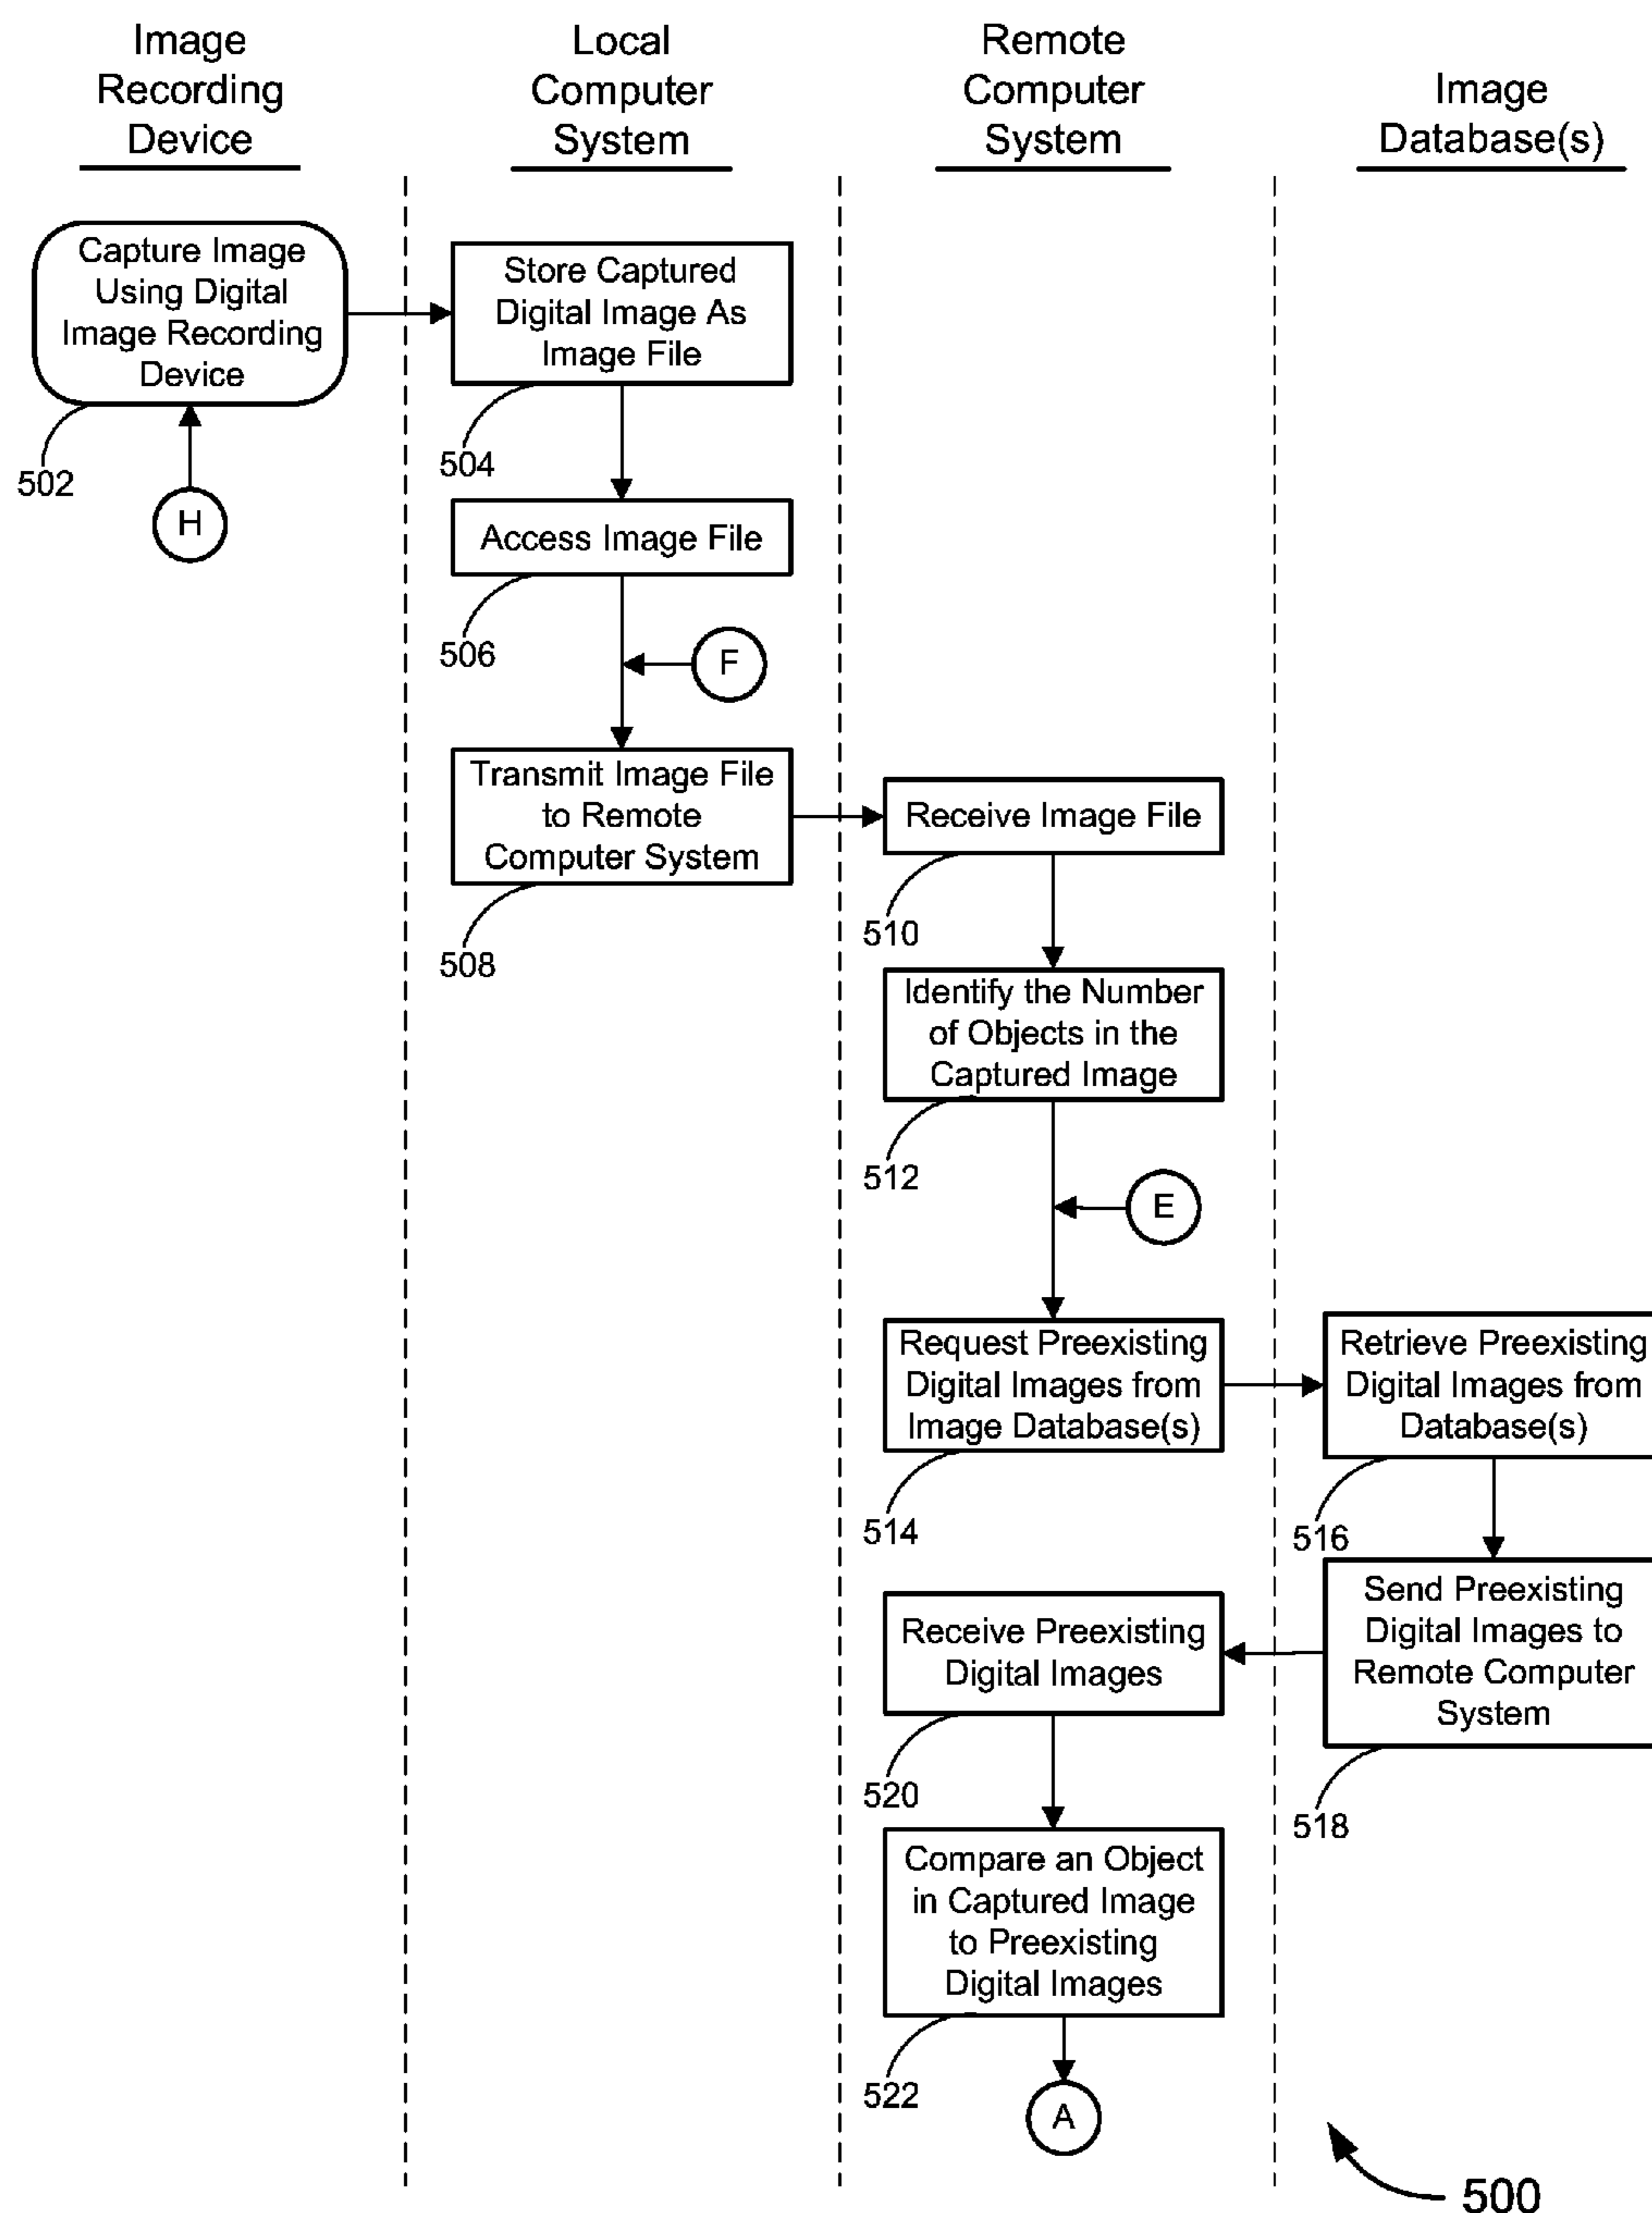 Image
Recording
Device
Local
Computer
System
Remote
Computer
System
Image
Database(s)
Capture Image
Using Digital
Image Recording
Device
502
H
Store Captured
Digital Image As
Image File
504
Access Image File
506
F
Transmit Image File
to Remote
Computer System
508
Receive Image File
510
Identify the Number
of Objects in the
Captured Image
512
E
Request Preexisting
Digital Images from
Image Database(s)
514
Retrieve Preexisting
Digital Images from
Database(s)
516
Send Preexisting
Digital Images to
Remote Computer
System
518
Receive Preexisting
Digital Images
520
Compare an Object
in Captured Image
to Preexisting
Digital Images
522
A
500